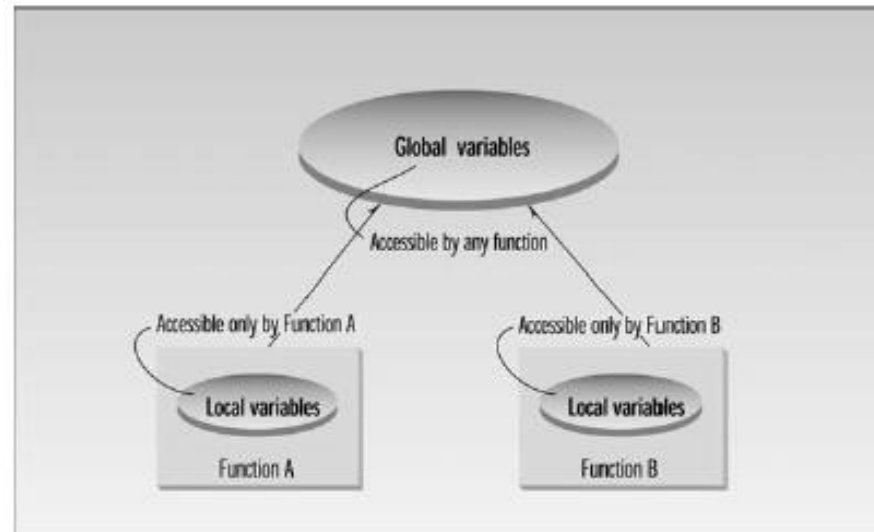 Global variables
Accessible by any function
Accessible only by Function A
Accessible only by Function B
Local variables
Local variables
Function A
Function B